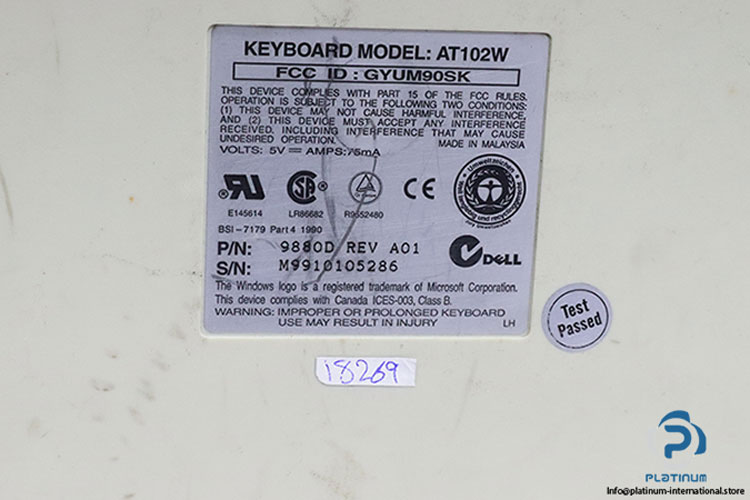 KEYBOARD MODEL: AT102W
FCC ID : GYUM90SK
THIS DEVICE COMPLIES WITH PART 15 OF THE FCC RULES.
OPERATION IS SUBJECT TO THE FOLLOWING TWO CONDITIONS:
(1) THIS DEVICE MAY NOT CAUSE HARMFUL INTERFERENCE,
AND (2) THIS DEVICE MUST ACCEPT ANY INTERFERENCE
RECEIVED. INCLUDING INTERFERENCE THAT MAY CAUSE
UNDESIRED OPERATION. MADE IN MALAYSIA
VOLTS: 5V AMPS:75mA
E145614 LR86682 R9552480
CE
Umweltzeichen
BSI-7179 Part 4 1990
P/N: 9880D REV A01
S/N: M9910105286
DELL
The Windows logo is a registered trademark of Microsoft Corporation.
This device complies with Canada ICES-003, Class B.
WARNING: IMPROPER OR PROLONGED KEYBOARD
USE MAY RESULT IN INJURY LH
Test
Passed
18269
PLATINUM
Info@platinum-international.store